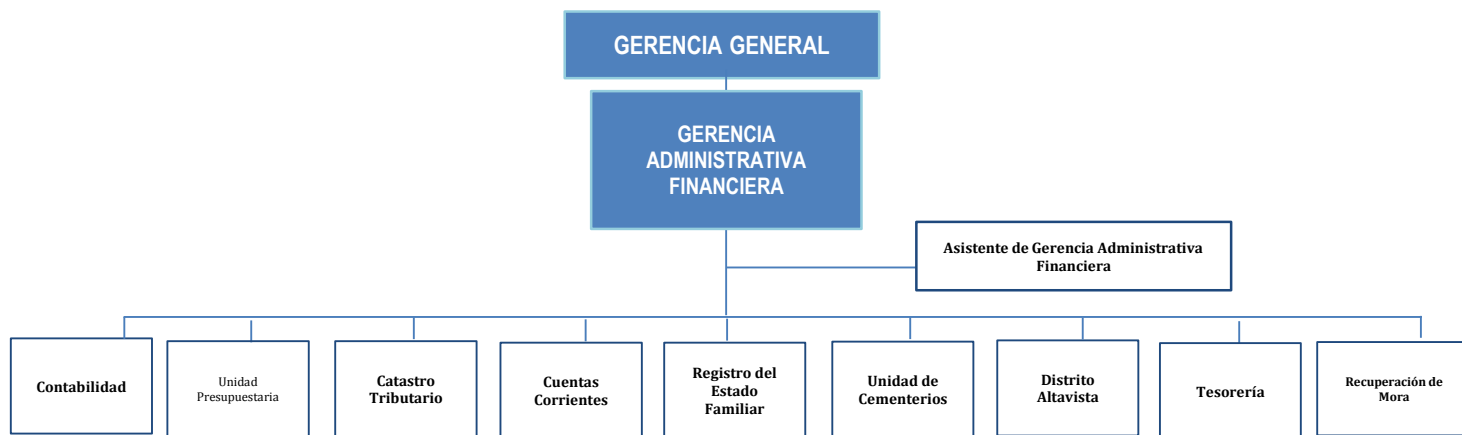 GERENCIA GENERAL
GERENCIA
ADMINISTRATIVA
FINANCIERA
Asistente de Gerencia Administrativa
Financiera
Contabilidad
Unidad
Presupuestaria
Catastro
Tributario
Cuentas
Corrientes
Registro del
Estado
Familiar
Unidad de
Cementerios
Distrito
Altavista
Tesorería
Recuperación de
Mora